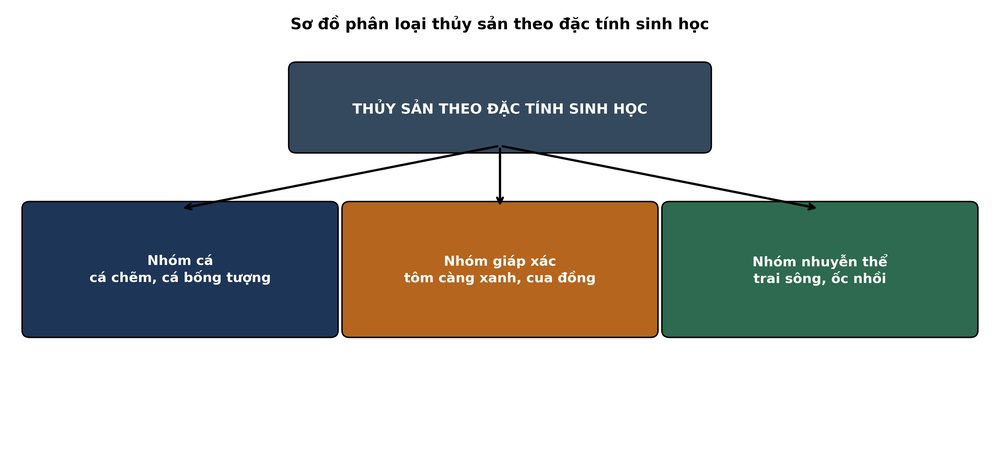 Sơ đồ phân loại thủy sản theo đặc tính sinh học
THỦY SẢN THEO ĐẶC TÍNH SINH HỌC
Nhóm cá
cá chẽm, cá bống tượng
Nhóm giáp xác
tôm càng xanh, cua đồng
Nhóm nhuyễn thể
trai sông, ốc nhồi